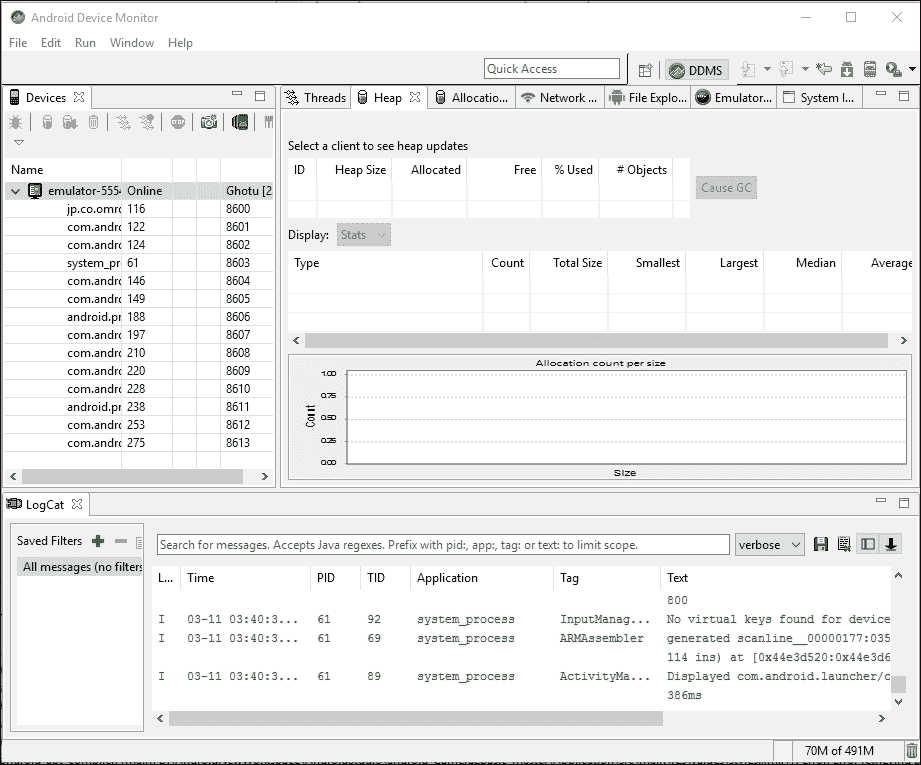 Android Device Monitor
File Edit Run Window Help
Quick Access
DDMS
Devices
Name
emulator-5554 Online Ghotu [2
jp.co.omro 116 8600
com.andro 122 8601
com.andro 124 8602
system_pr 61 8603
com.andro 146 8604
com.andro 149 8605
android.pr 188 8606
com.andro 197 8607
com.andro 210 8608
com.andro 220 8609
com.andro 228 8610
android.pr 238 8611
com.andro 253 8612
com.andro 275 8613
Threads Heap Allocatio... Network ... File Explo... Emulator... System I...
Select a client to see heap updates
ID Heap Size Allocated Free % Used # Objects
Cause GC
Display: Stats
Type Count Total Size Smallest Largest Median Average
Allocation count per size
1.00
0.75
0.50
0.25
0.00
Count
Size
LogCat
Saved Filters
All messages (no filters
Search for messages. Accepts Java regexes. Prefix with pid:, app:, tag: or text: to limit scope.
verbose
L... Time PID TID Application Tag Text
800
I 03-11 03:40:3... 61 92 system_process InputManag... No virtual keys found for device
I 03-11 03:40:3... 61 69 system_process ARMAssembler generated scanline__00000177:035
114 ins) at [0x44e3d520:0x44e3d6
I 03-11 03:40:3... 61 89 system_process ActivityMa... Displayed com.android.launcher/c
386ms
70M of 491M